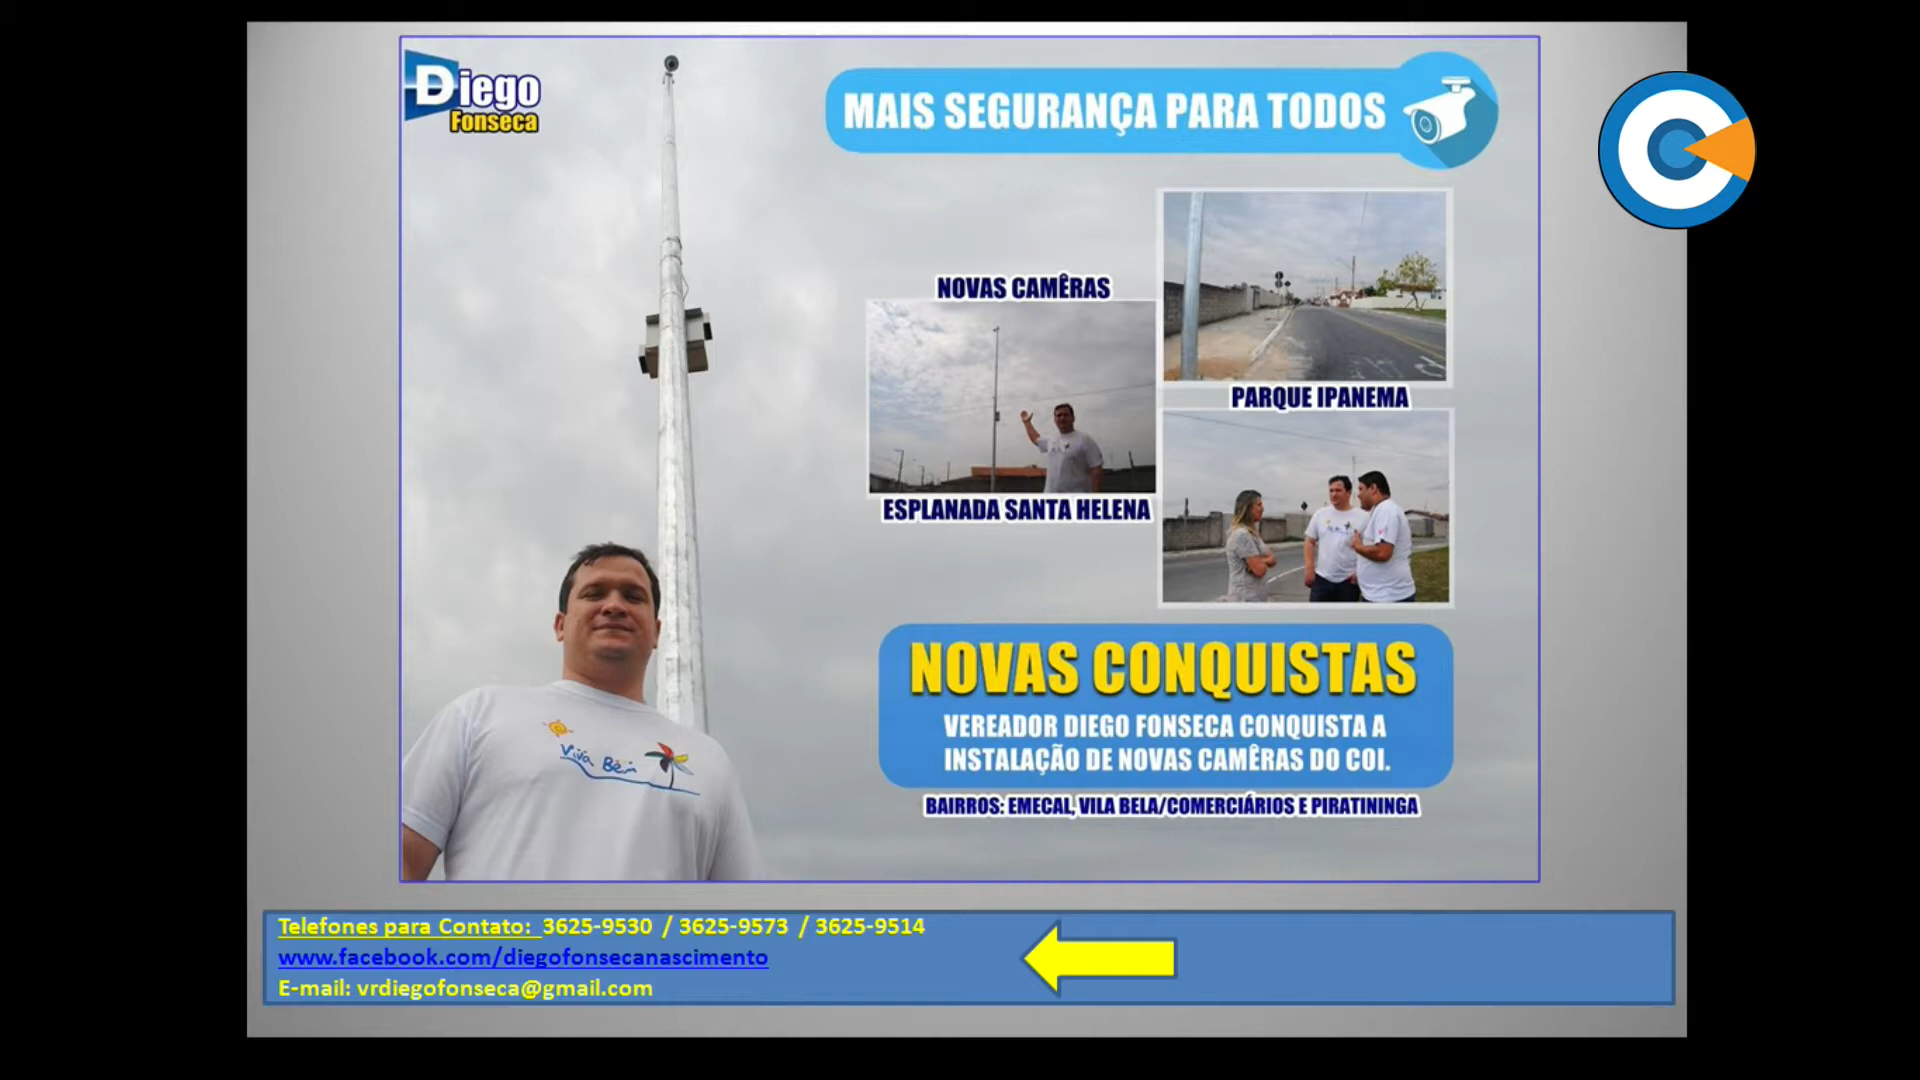 Diego
Fonseca
MAIS SEGURANÇA PARA TODOS
NOVAS CAMÊRAS
ESPLANADA SANTA HELENA
PARQUE IPANEMA
Viva Bem
NOVAS CONQUISTAS
VEREADOR DIEGO FONSECA CONQUISTA A
INSTALAÇÃO DE NOVAS CAMÊRAS DO COI.
BAIRROS: EMECAL, VILA BELA/COMERCIÁRIOS E PIRATININGA
Telefones para Contato: 3625-9530 / 3625-9573 / 3625-9514
www.facebook.com/diegofonsecanascimento
E-mail: vrdiegofonseca@gmail.com